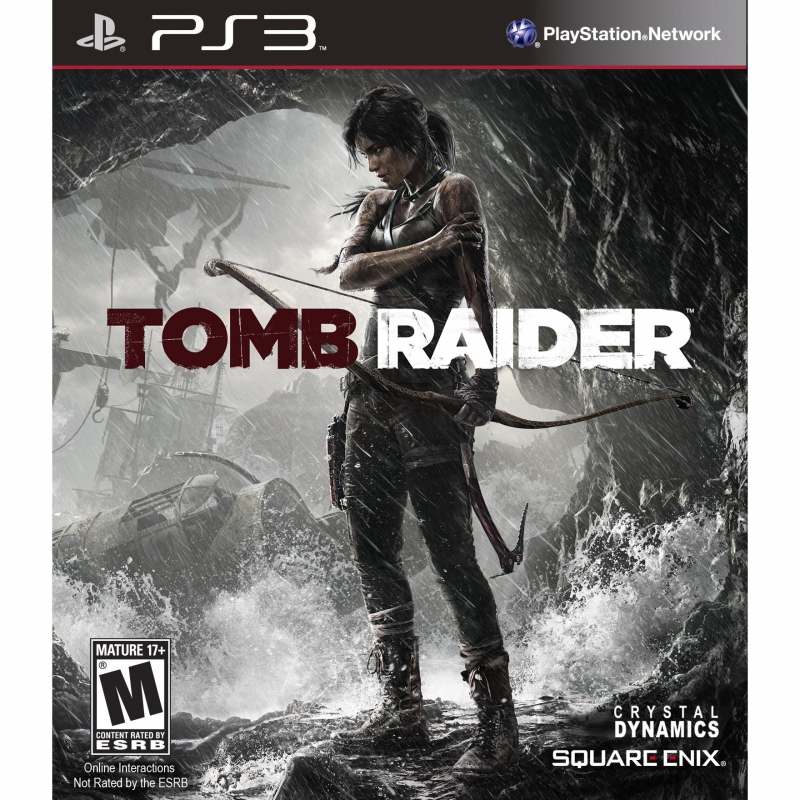 PS3™
PlayStation®Network
TOMB RAIDER™
MATURE 17+
M
®
CONTENT RATED BY
ESRB
Online Interactions
Not Rated by the ESRB
CRYSTAL
DYNAMICS
SQUARE ENIX®